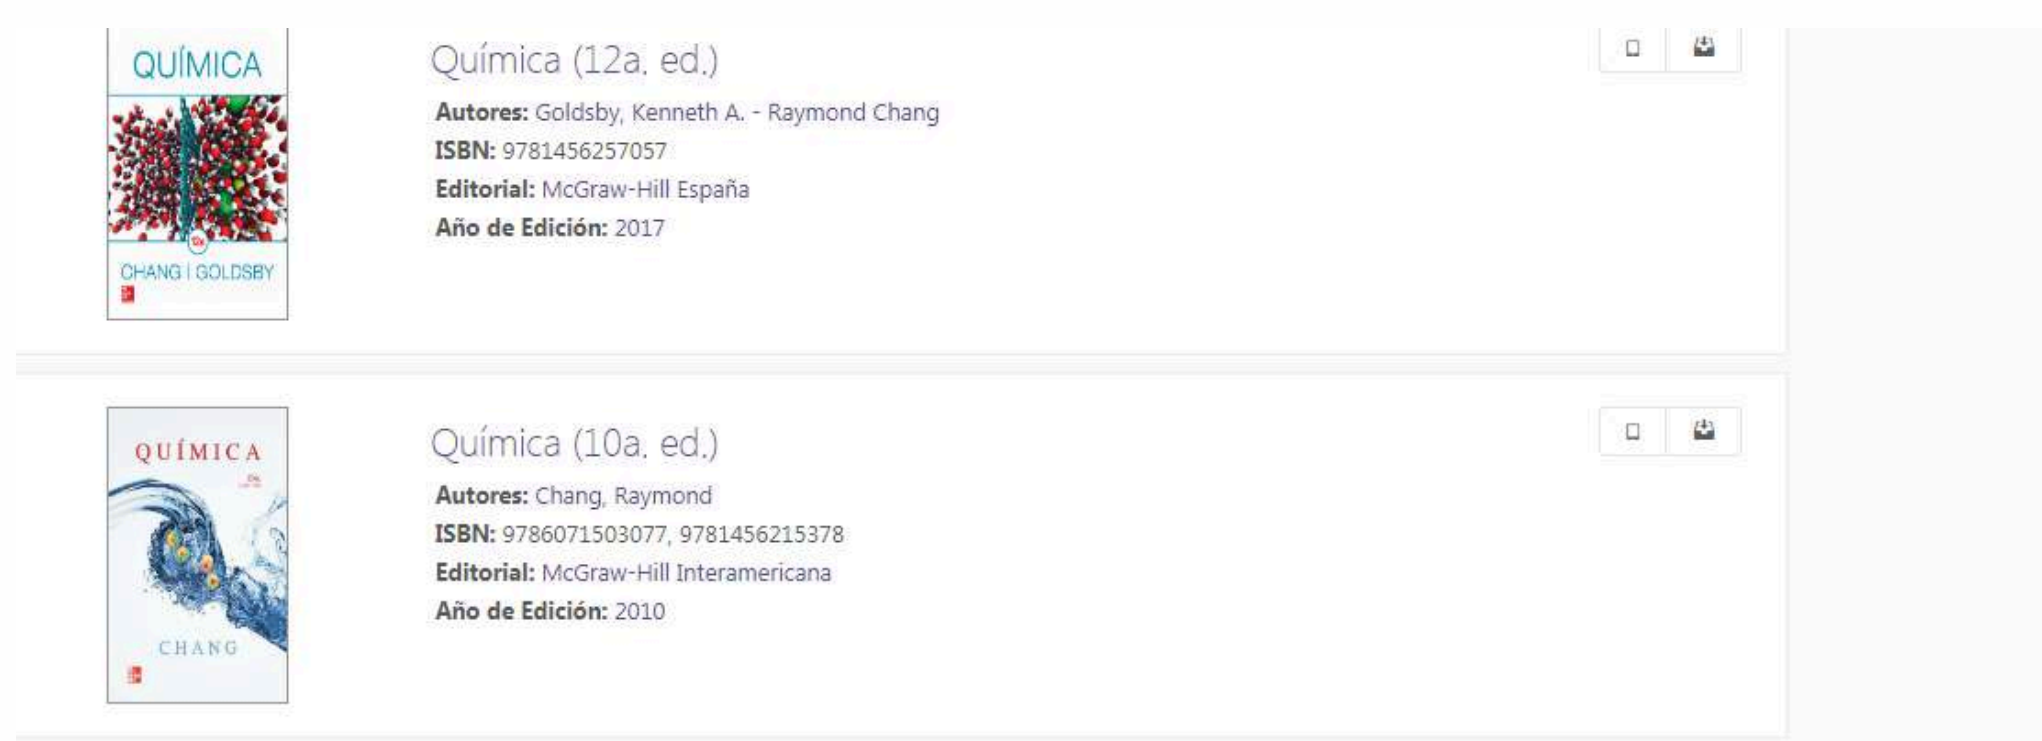 QUÍMICA
12a
CHANG | GOLDSBY
Química (12a. ed.)
Autores: Goldsby, Kenneth A. - Raymond Chang
ISBN: 9781456257057
Editorial: McGraw-Hill España
Año de Edición: 2017
QUÍMICA
CHANG
Química (10a. ed.)
Autores: Chang, Raymond
ISBN: 9786071503077, 9781456215378
Editorial: McGraw-Hill Interamericana
Año de Edición: 2010